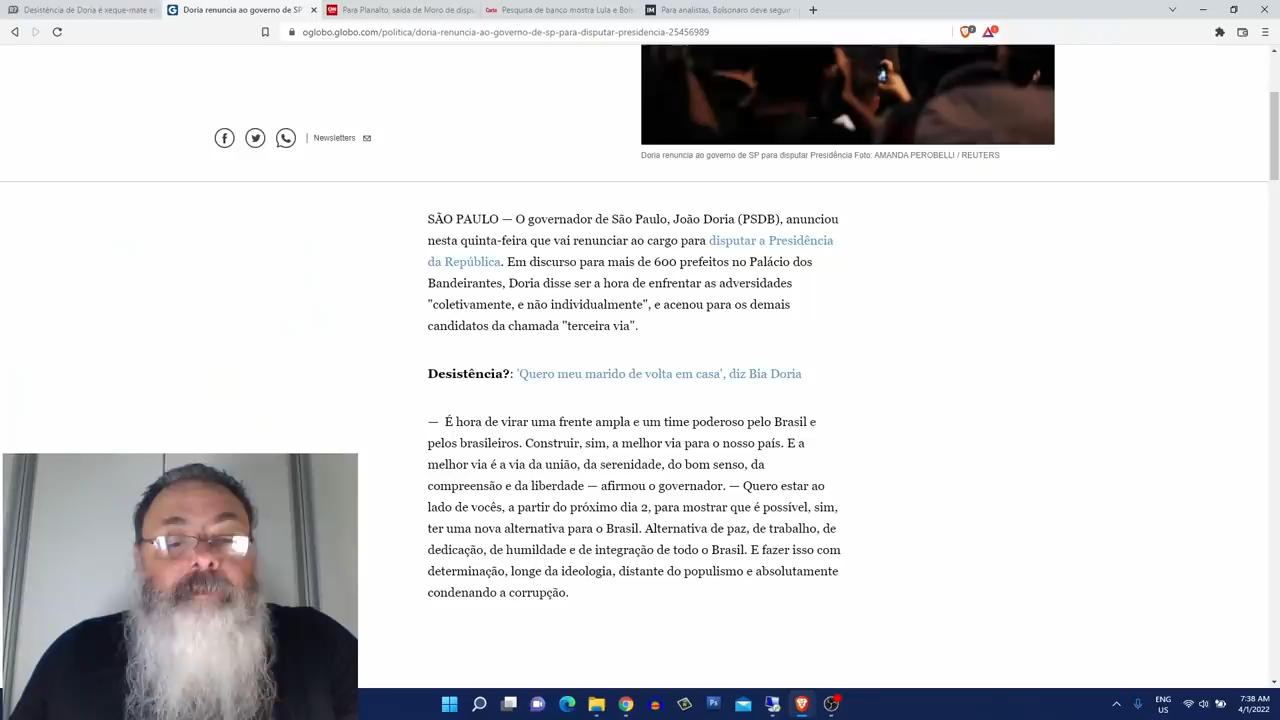 Desistência de Doria é xeque-mate em
Doria renuncia ao governo de SP
Para Planalto, saída de Moro de dispu
Pesquisa de banco mostra Lula e Bols
Para analistas, Bolsonaro deve seguir
oglobo.globo.com/politica/doria-renuncia-ao-governo-de-sp-para-disputar-presidencia-25456989
Newsletters
Doria renuncia ao governo de SP para disputar Presidência Foto: AMANDA PEROBELLI / REUTERS
SÃO PAULO — O governador de São Paulo, João Doria (PSDB), anunciou
nesta quinta-feira que vai renunciar ao cargo para disputar a Presidência
da República. Em discurso para mais de 600 prefeitos no Palácio dos
Bandeirantes, Doria disse ser a hora de enfrentar as adversidades
"coletivamente, e não individualmente", e acenou para os demais
candidatos da chamada "terceira via".
Desistência?: 'Quero meu marido de volta em casa', diz Bia Doria
— É hora de virar uma frente ampla e um time poderoso pelo Brasil e
pelos brasileiros. Construir, sim, a melhor via para o nosso país. E a
melhor via é a via da união, da serenidade, do bom senso, da
compreensão e da liberdade — afirmou o governador. — Quero estar ao
lado de vocês, a partir do próximo dia 2, para mostrar que é possível, sim,
ter uma nova alternativa para o Brasil. Alternativa de paz, de trabalho, de
dedicação, de humildade e de integração de todo o Brasil. E fazer isso com
determinação, longe da ideologia, distante do populismo e absolutamente
condenando a corrupção.
ENG
US
7:38 AM
4/1/2022